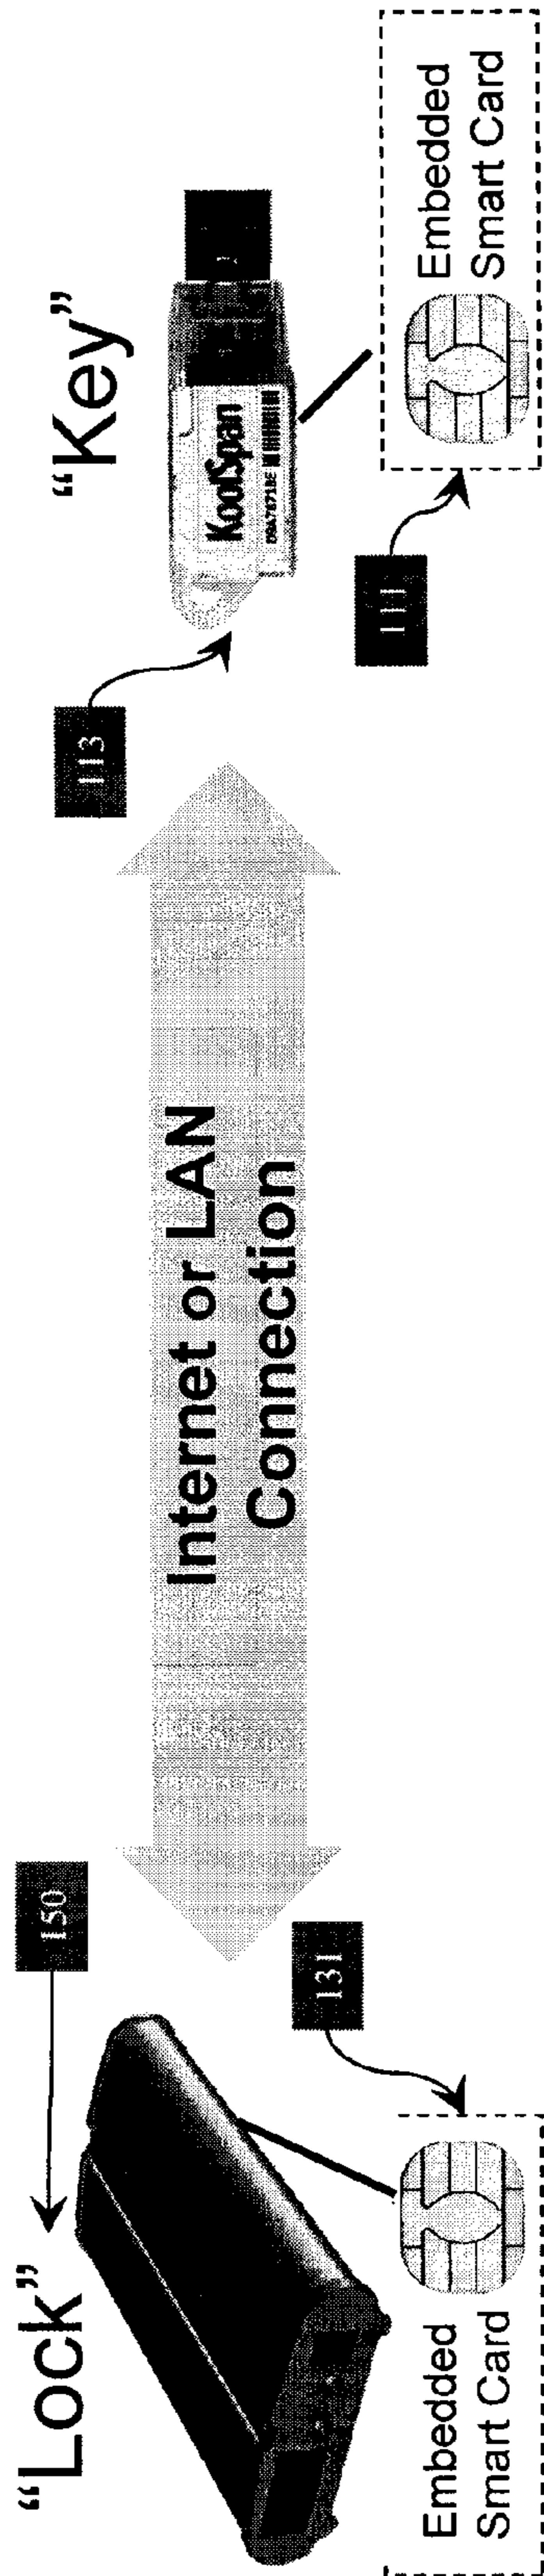 “Lock”
150
Embedded
Smart Card
131
Internet or LAN
Connection
“Key”
113
KoolSpan
Embedded
Smart Card
111